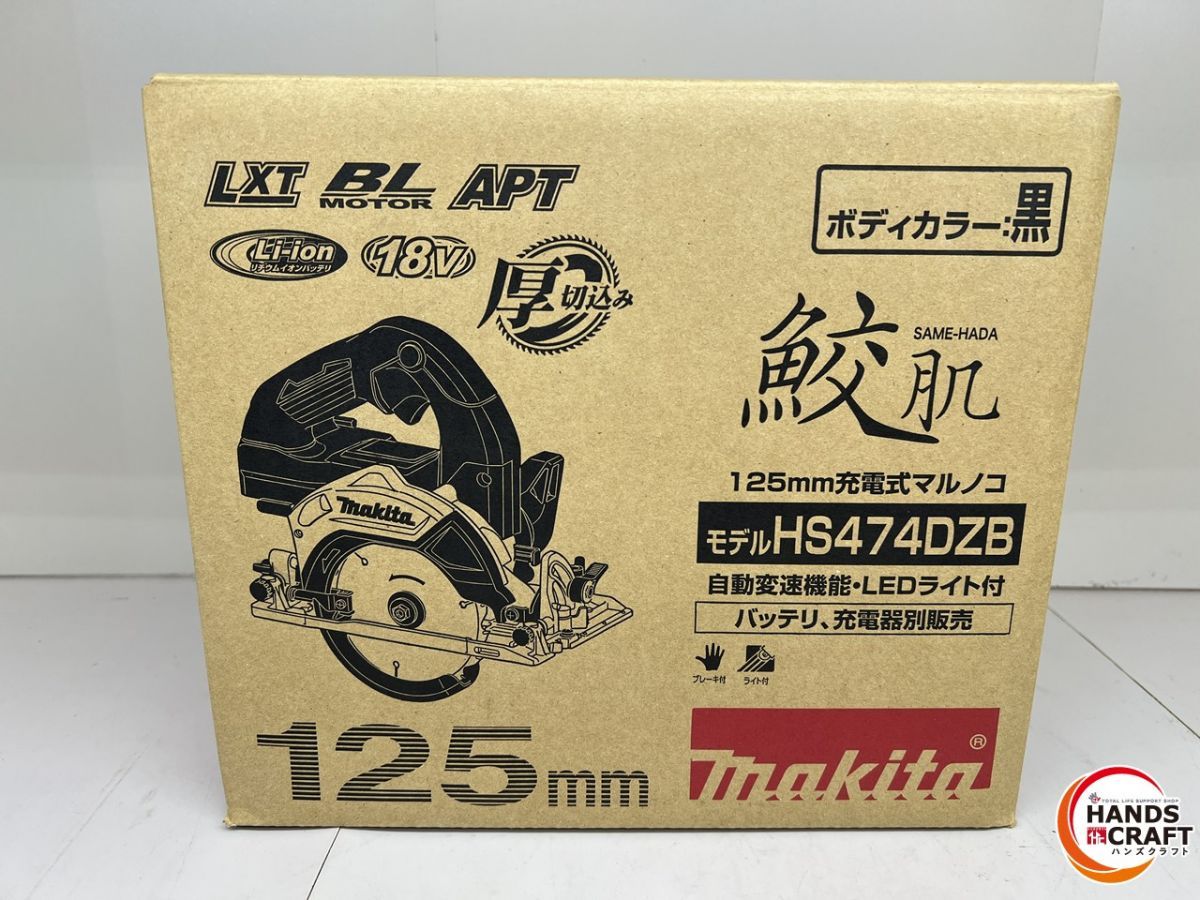 LXT BL MOTOR APT
ボディカラー:黒
Li-ion
リチウムイオンバッテリ
18V
厚切込み
鮫肌
SAME-HADA
makita
125mm充電式マルノコ
モデルHS474DZB
自動変速機能・LEDライト付
バッテリ、充電器別販売
ブレーキ付 ライト付
125mm
makita®
TOTAL LIFE SUPPORT SHOP
HANDS
CRAFT
ハンズクラフト